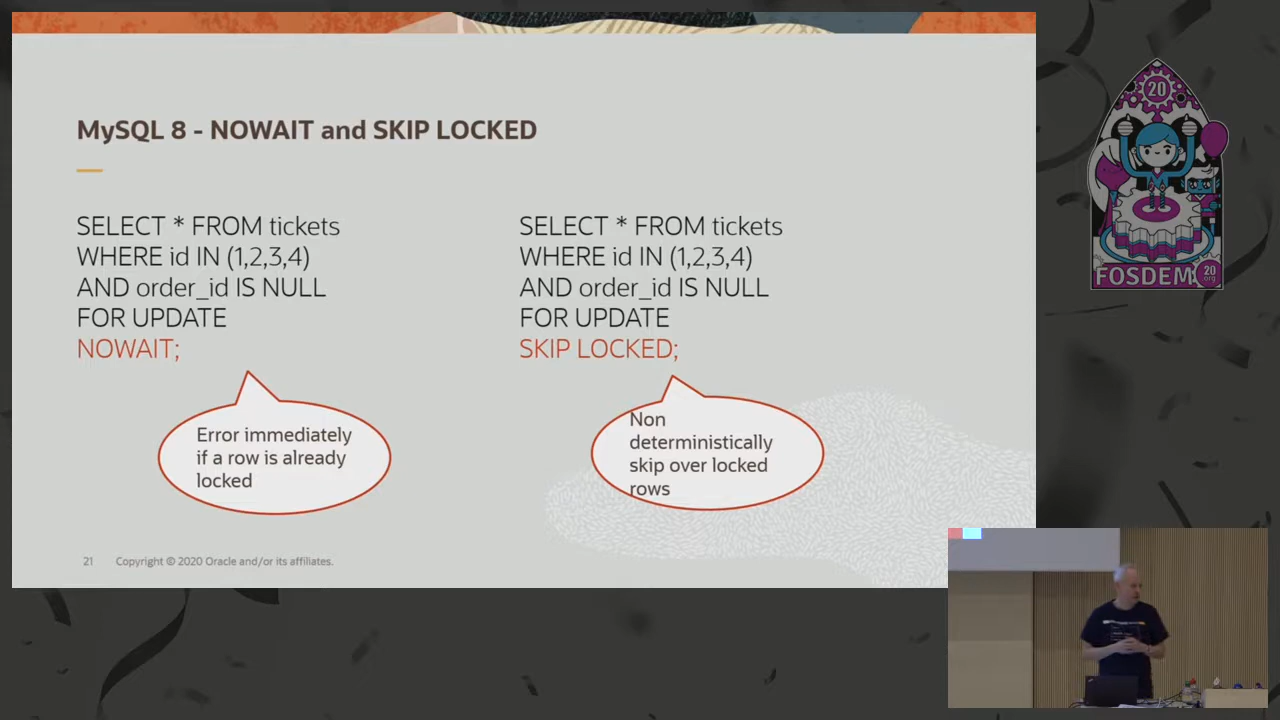 MySQL 8 - NOWAIT and SKIP LOCKED
SELECT * FROM tickets
WHERE id IN (1,2,3,4)
AND order_id IS NULL
FOR UPDATE
NOWAIT;
Error immediately
if a row is already
locked
SELECT * FROM tickets
WHERE id IN (1,2,3,4)
AND order_id IS NULL
FOR UPDATE
SKIP LOCKED;
Non
deterministically
skip over locked
rows
21 Copyright © 2020 Oracle and/or its affiliates.
20
FOSDEM
20
.org